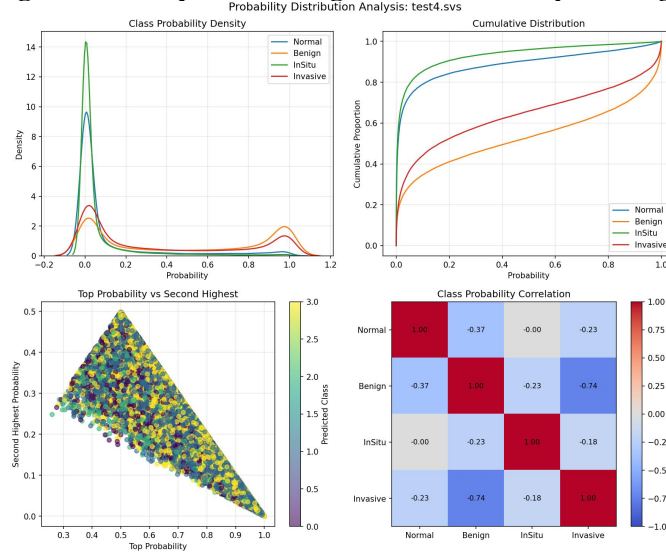 Probability Distribution Analysis: test4.svs
Class Probability Density
14
12
10
8
6
4
2
0
−0.2 0.0 0.2 0.4 0.6 0.8 1.0 1.2
Density
Probability
Normal
Benign
InSitu
Invasive
Cumulative Distribution
1.0
0.8
0.6
0.4
0.2
0.0
0.0 0.2 0.4 0.6 0.8 1.0
Cumulative Proportion
Probability
Normal
Benign
InSitu
Invasive
Top Probability vs Second Highest
0.5
0.4
0.3
0.2
0.1
0.0
0.3 0.4 0.5 0.6 0.7 0.8 0.9 1.0
Second Highest Probability
Top Probability
3.0
2.5
2.0
1.5
1.0
0.5
0.0
Predicted Class
Class Probability Correlation
Normal 1.00 -0.37 -0.00 -0.23
Benign -0.37 1.00 -0.23 -0.74
InSitu -0.00 -0.23 1.00 -0.18
Invasive -0.23 -0.74 -0.18 1.00
Normal Benign InSitu Invasive
1.00
0.75
0.50
0.25
0.00